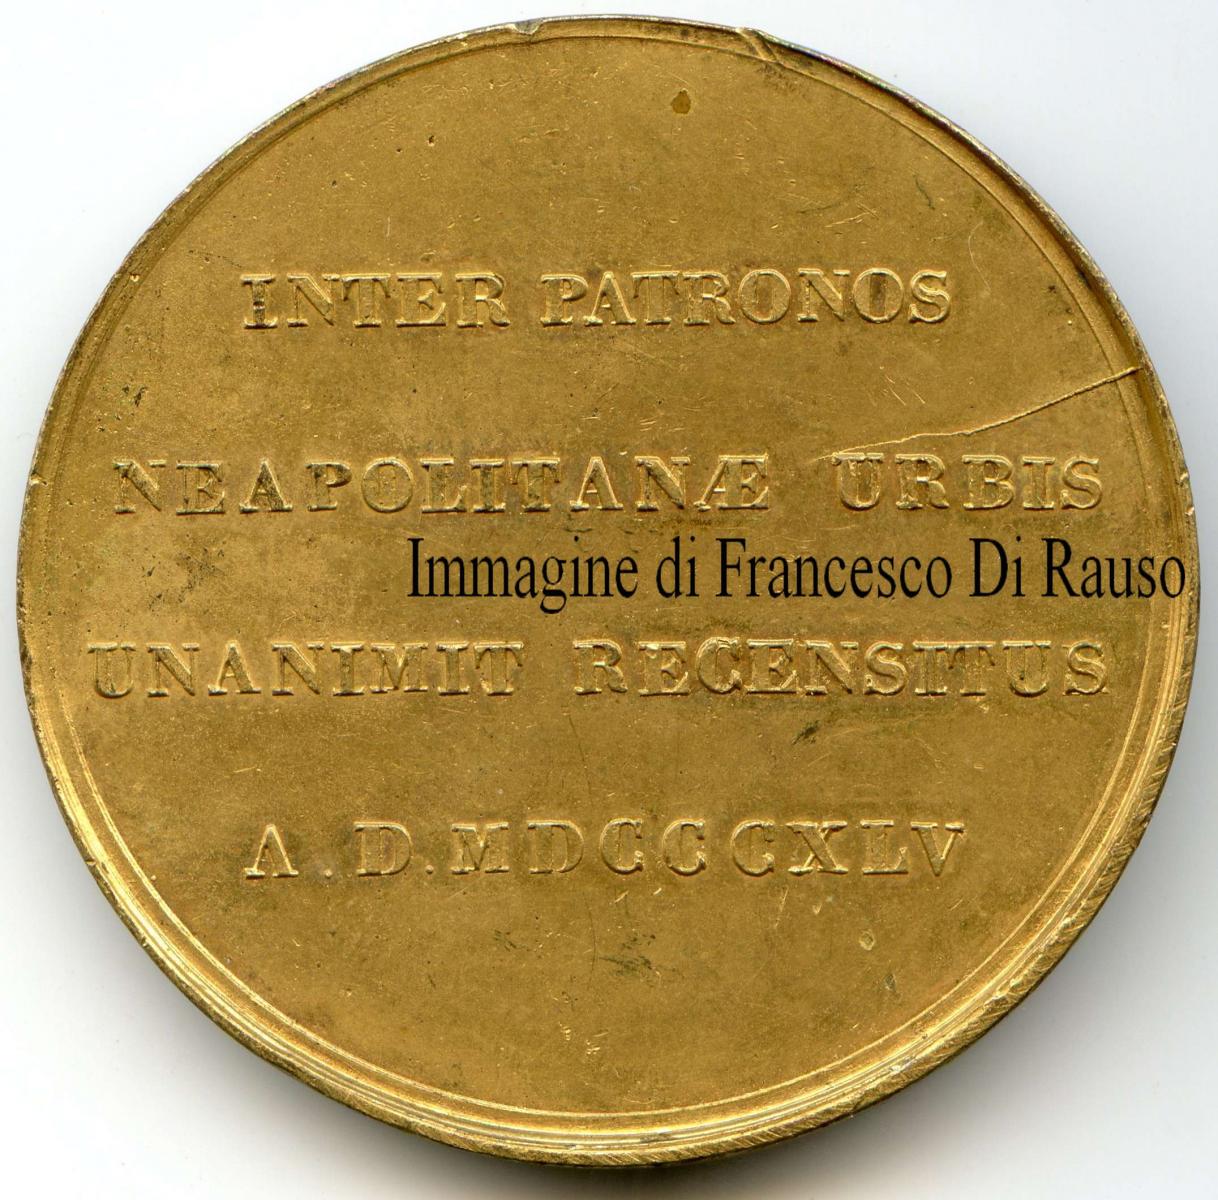 INTER PATRONOS
NEAPOLITANÆ URBIS
Immagine di Francesco Di Rauso
UNANIMIT RECENSITUS
A.D.MDCCCXLV